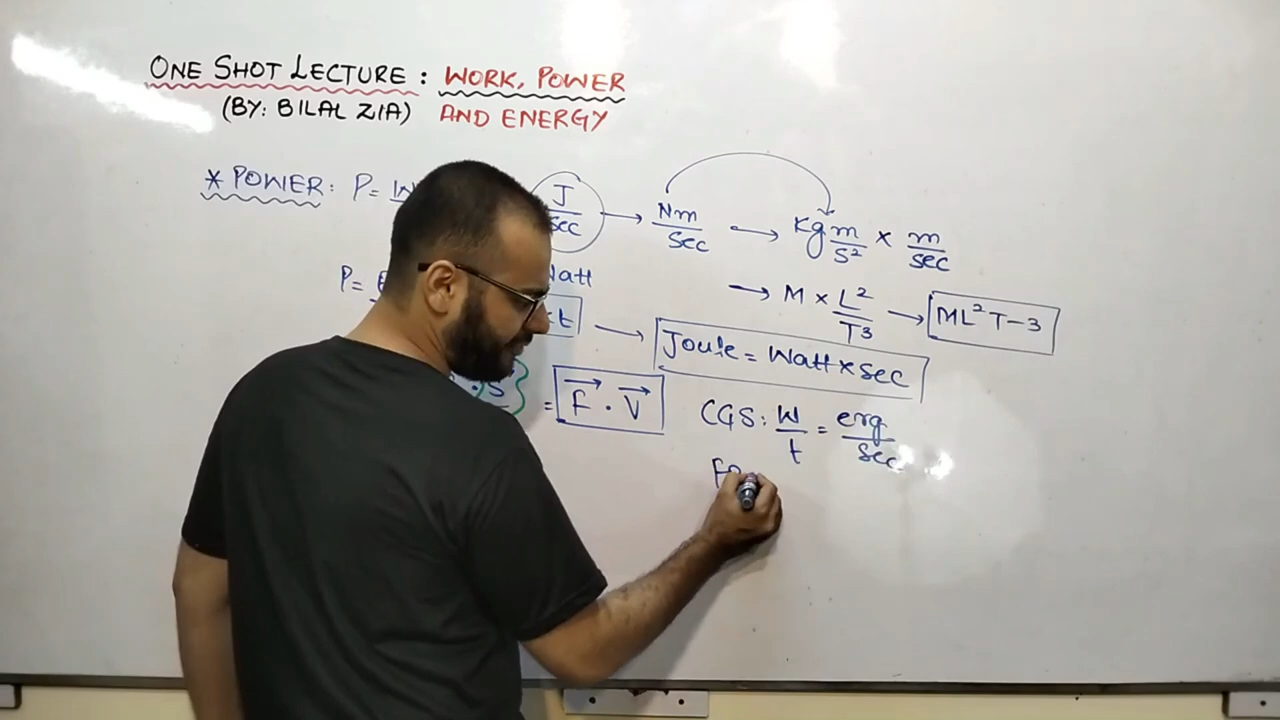 ONE SHOT LECTURE : WORK, POWER
(BY: BILAL ZIA) AND ENERGY
* POWER: P = W J/sec → Nm/sec → Kg m/s² × m/sec
P =
→ M × L²/T³ → ML²T-3
→ Joule = Watt × sec
= F⃗ . V⃗
CGS: W/t = erg/sec